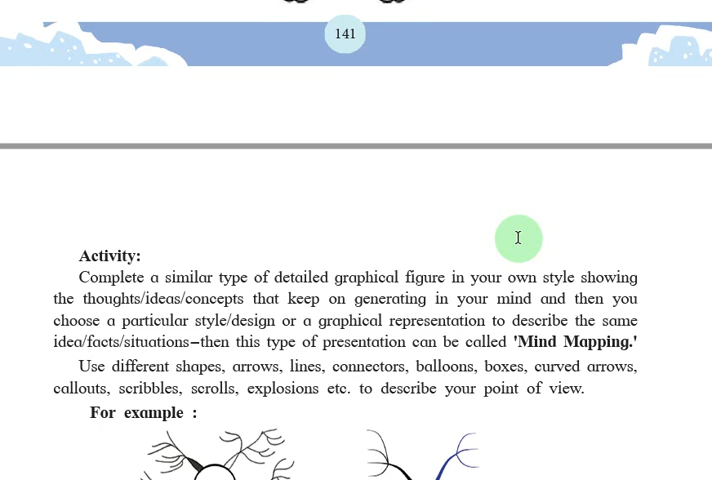 141
Activity:
Complete a similar type of detailed graphical figure in your own style showing
the thoughts/ideas/concepts that keep on generating in your mind and then you
choose a particular style/design or a graphical representation to describe the same
idea/facts/situations–then this type of presentation can be called 'Mind Mapping.'
Use different shapes, arrows, lines, connectors, balloons, boxes, curved arrows,
callouts, scribbles, scrolls, explosions etc. to describe your point of view.
For example :